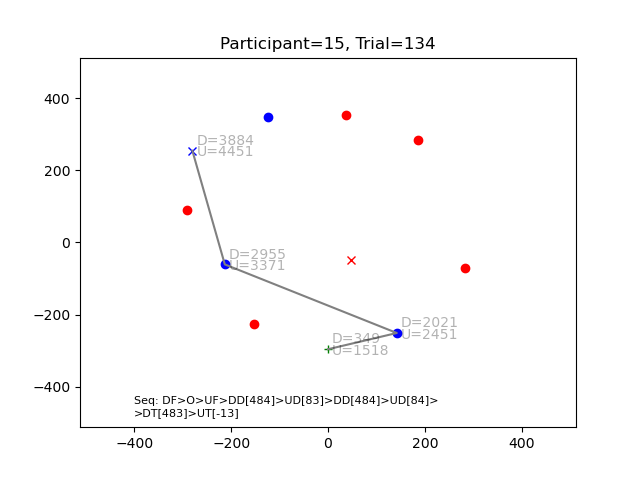 Participant=15, Trial=134
400
200
0
−200
−400
D=3884
U=4451
D=2955
U=3371
D=2021
U=2451
D=349
U=1518
Seq: DF>O>UF>DD[484]>UD[83]>DD[484]>UD[84]>
>DT[483]>UT[-13]
−400 −200 0 200 400